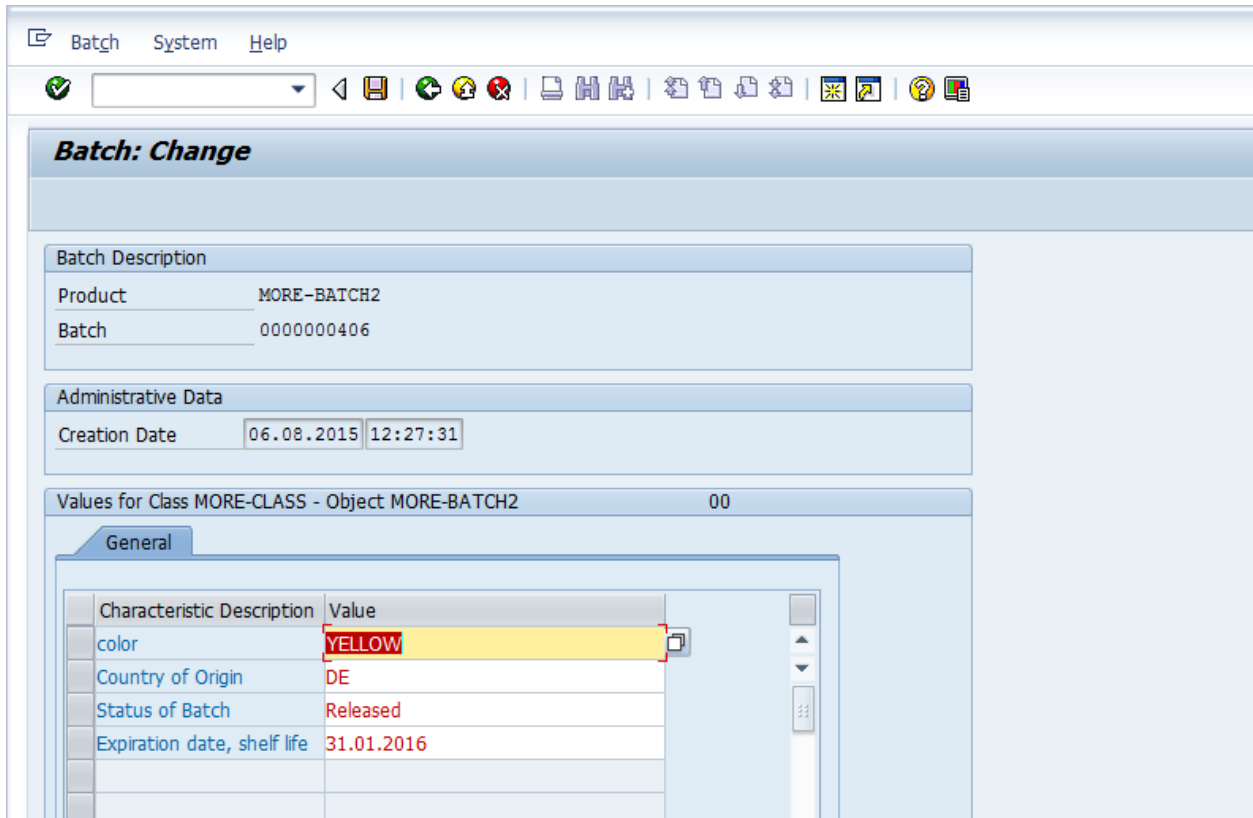 Batch System Help
Batch: Change
Batch Description
Product MORE-BATCH2
Batch 0000000406
Administrative Data
Creation Date 06.08.2015 12:27:31
Values for Class MORE-CLASS - Object MORE-BATCH2 00
General
Characteristic Description Value
color YELLOW
Country of Origin DE
Status of Batch Released
Expiration date, shelf life 31.01.2016